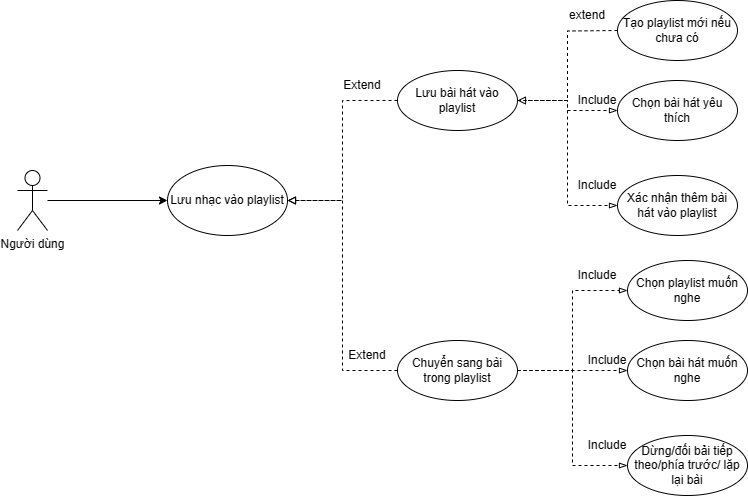 extend
Tạo playlist mới nếu
chưa có
Extend
Lưu bài hát vào
playlist
Include
Chọn bài hát yêu
thích
Include
Xác nhận thêm bài
hát vào playlist
Lưu nhạc vào playlist
Người dùng
Include
Chọn playlist muốn
nghe
Extend
Chuyển sang bài
trong playlist
Include
Chọn bài hát muốn
nghe
Include
Dừng/đổi bải tiếp
theo/phía trước/ lặp
lại bài